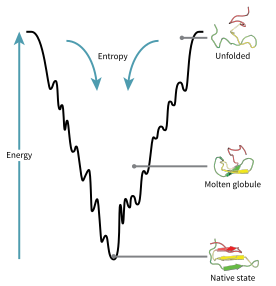 Entropy
Unfolded
Energy
Molten globule
Native state